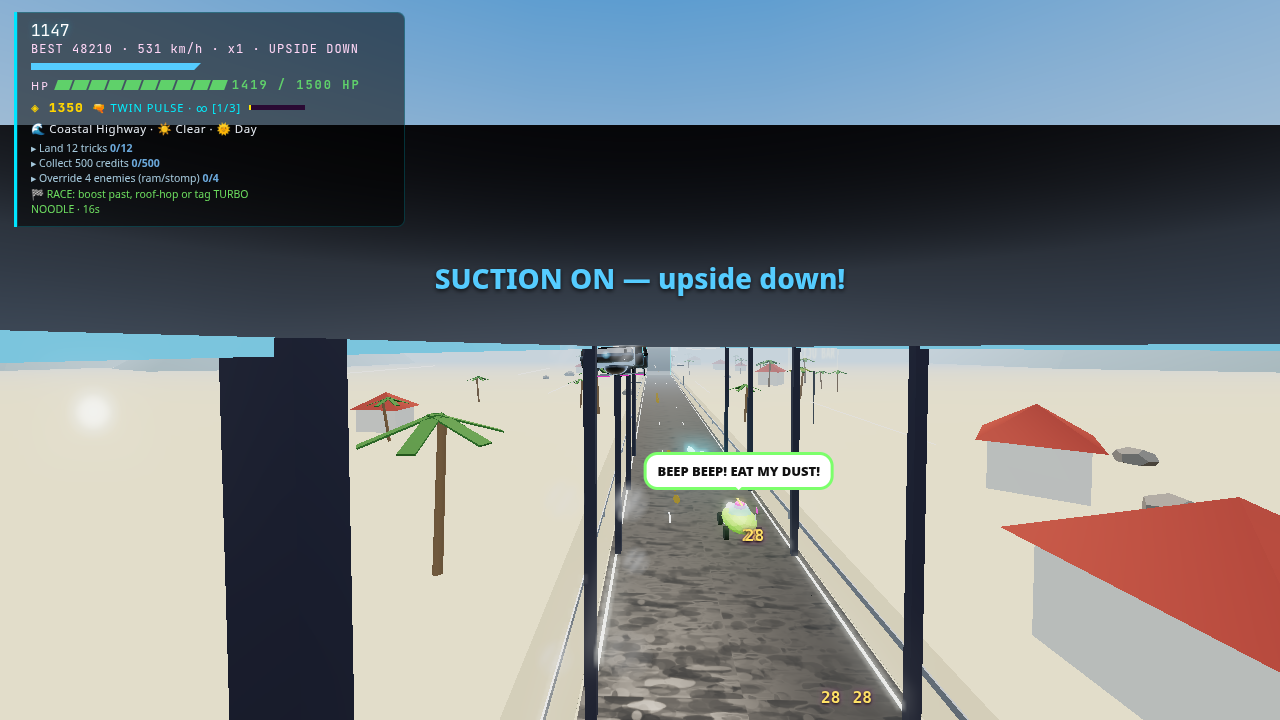 1147
BEST 48210 · 531 km/h · x1 · UPSIDE DOWN
HP 1419 / 1500 HP
◈ 1350 🔫 TWIN PULSE · ∞ [1/3]
🌊 Coastal Highway · ☀️ Clear · 🌞 Day
▸ Land 12 tricks 0/12
▸ Collect 500 credits 0/500
▸ Override 4 enemies (ram/stomp) 0/4
🏁 RACE: boost past, roof-hop or tag TURBO
NOODLE · 16s
SUCTION ON — upside down!
BEEP BEEP! EAT MY DUST!
28
28 28